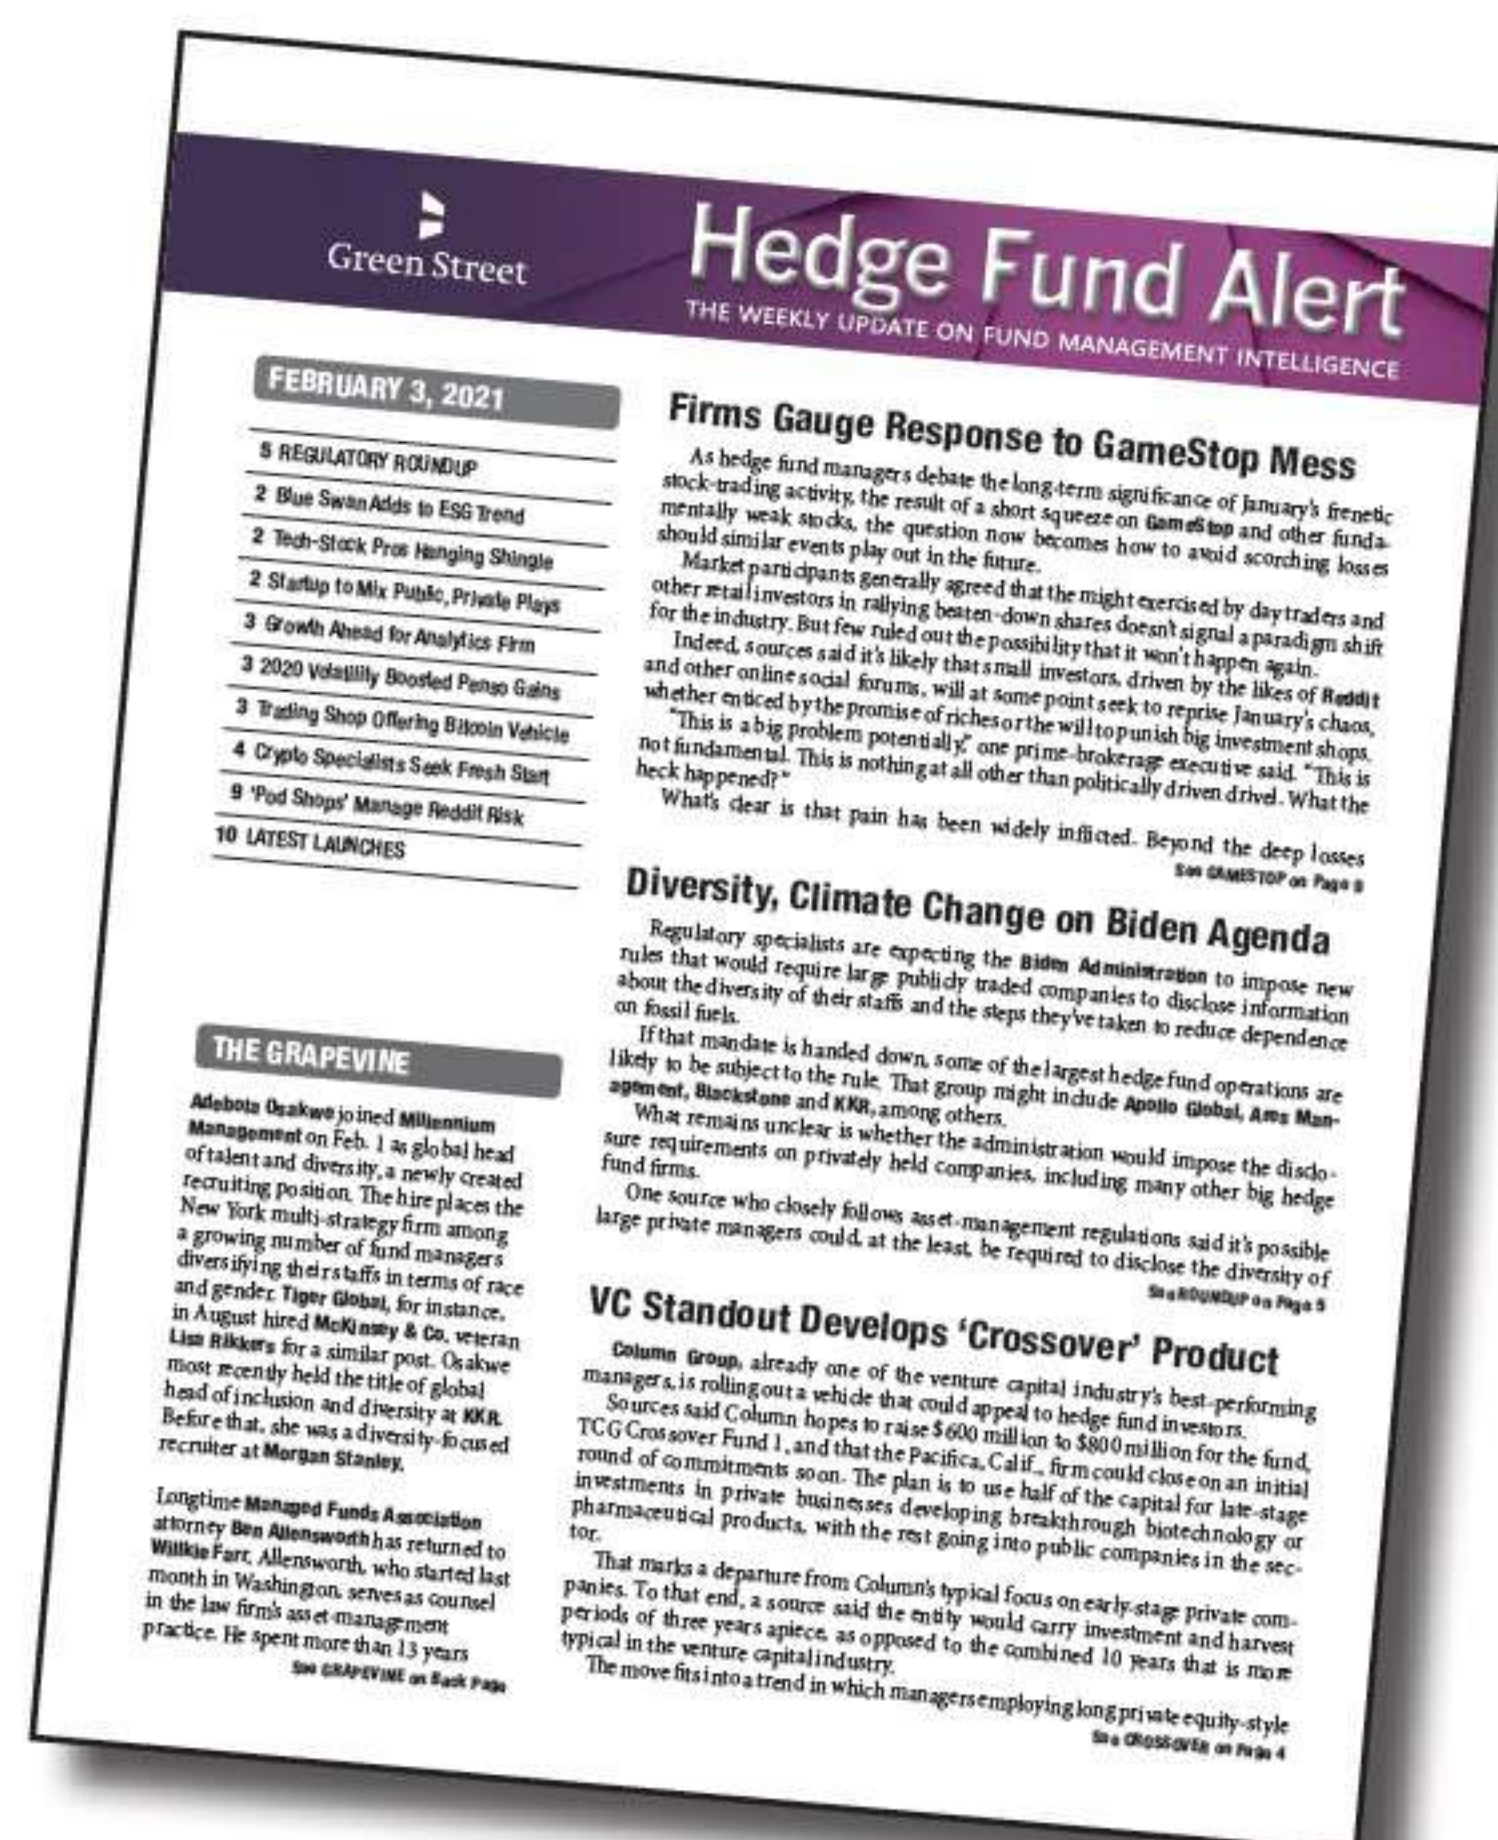 Green Street
Hedge Fund Alert
THE WEEKLY UPDATE ON FUND MANAGEMENT INTELLIGENCE
FEBRUARY 3, 2021
5 REGULATORY ROUNDUP
2 Blue Swan Adds to ESG Trend
2 Tech-Stock Pros Hanging Shingle
2 Startup to Mix Public, Private Plays
3 Growth Ahead for Analytics Firm
3 2020 Volatility Boosted Penso Gains
3 Trading Shop Offering Bitcoin Vehicle
4 Crypto Specialists Seek Fresh Start
9 'Pod Shops' Manage Reddit Risk
10 LATEST LAUNCHES
THE GRAPEVINE
Adebola Osakwe joined Millennium
Management on Feb. 1 as global head
of talent and diversity, a newly created
recruiting position. The hire places the
New York multi-strategy firm among
a growing number of fund managers
diversifying their staffs in terms of race
and gender. Tiger Global, for instance,
in August hired McKinsey & Co. veteran
Lisa Rikkers for a similar post. Osakwe
most recently held the title of global
head of inclusion and diversity at KKR.
Before that, she was a diversity-focused
recruiter at Morgan Stanley.
Longtime Managed Funds Association
attorney Ben Allensworth has returned to
Willkie Farr. Allensworth, who started last
month in Washington, serves as counsel
in the law firm's asset-management
practice. He spent more than 13 years
See GRAPEVINE on Back Page
Firms Gauge Response to GameStop Mess
As hedge fund managers debate the long-term significance of January's frenetic
stock-trading activity, the result of a short squeeze on GameStop and other funda-
mentally weak stocks, the question now becomes how to avoid scorching losses
should similar events play out in the future.
Market participants generally agreed that the might exercised by day traders and
other retail investors in rallying beaten-down shares doesn't signal a paradigm shift
for the industry. But few ruled out the possibility that it won't happen again.
Indeed, sources said it's likely that small investors, driven by the likes of Reddit
and other online social forums, will at some point seek to reprise January's chaos,
whether enticed by the promise of riches or the will to punish big investment shops.
"This is a big problem potentially," one prime-brokerage executive said. "This is
not fundamental. This is nothing at all other than politically driven drivel. What the
heck happened?"
What's clear is that pain has been widely inflicted. Beyond the deep losses
See GAMESTOP on Page 9
Diversity, Climate Change on Biden Agenda
Regulatory specialists are expecting the Biden Administration to impose new
rules that would require large publicly traded companies to disclose information
about the diversity of their staffs and the steps they've taken to reduce dependence
on fossil fuels.
If that mandate is handed down, some of the largest hedge fund operations are
likely to be subject to the rule. That group might include Apollo Global, Ares Man-
agement, Blackstone and KKR, among others.
What remains unclear is whether the administration would impose the disclo-
sure requirements on privately held companies, including many other big hedge
fund firms.
One source who closely follows asset-management regulations said it's possible
large private managers could, at the least, be required to disclose the diversity of
See ROUNDUP on Page 5
VC Standout Develops 'Crossover' Product
Column Group, already one of the venture capital industry's best-performing
managers, is rolling out a vehicle that could appeal to hedge fund investors.
Sources said Column hopes to raise $600 million to $800 million for the fund,
TCG Crossover Fund 1, and that the Pacifica, Calif., firm could close on an initial
round of commitments soon. The plan is to use half of the capital for late-stage
investments in private businesses developing breakthrough biotechnology or
pharmaceutical products, with the rest going into public companies in the sec-
tor.
That marks a departure from Column's typical focus on early-stage private com-
panies. To that end, a source said the entity would carry investment and harvest
periods of three years apiece, as opposed to the combined 10 years that is more
typical in the venture capital industry.
The move fits into a trend in which managers employing long private equity-style
See CROSSOVER on Page 4